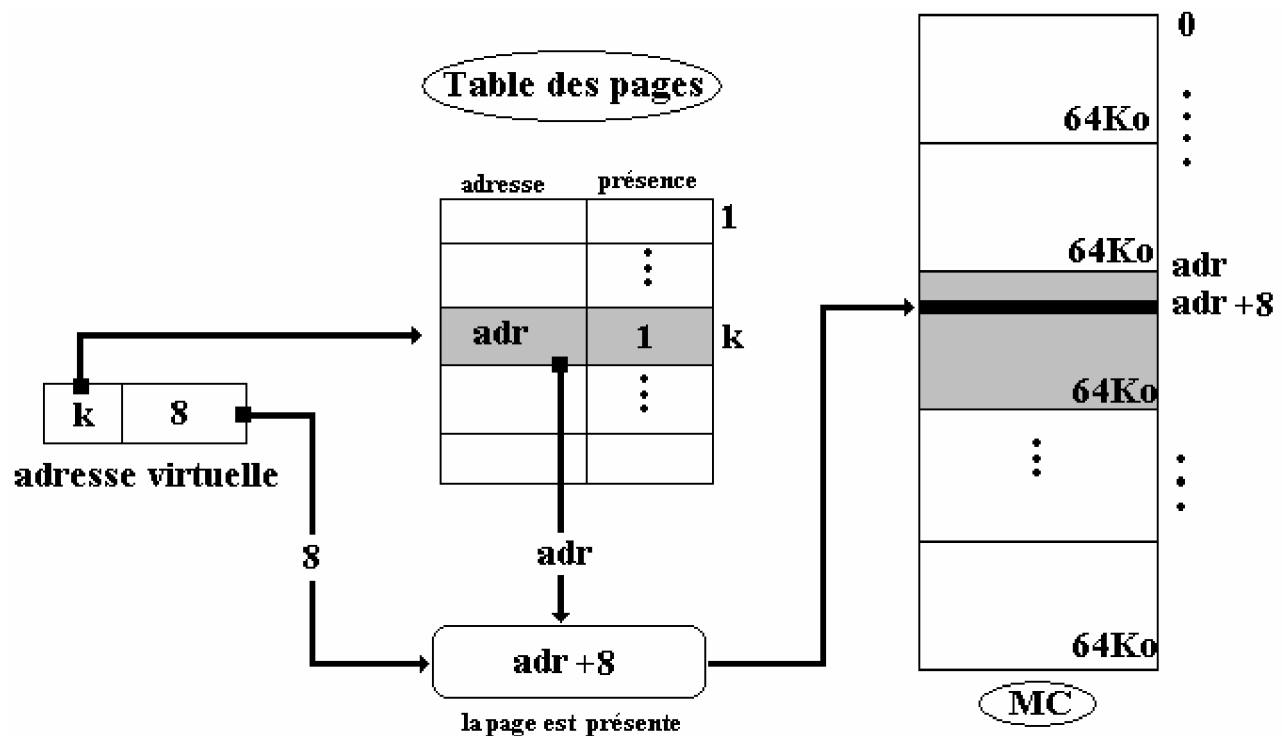 Table des pages
adresse
présence
1
adr
1
k
k
8
adresse virtuelle
8
adr
adr +8
la page est présente
0
64Ko
64Ko
adr
adr +8
64Ko
64Ko
MC